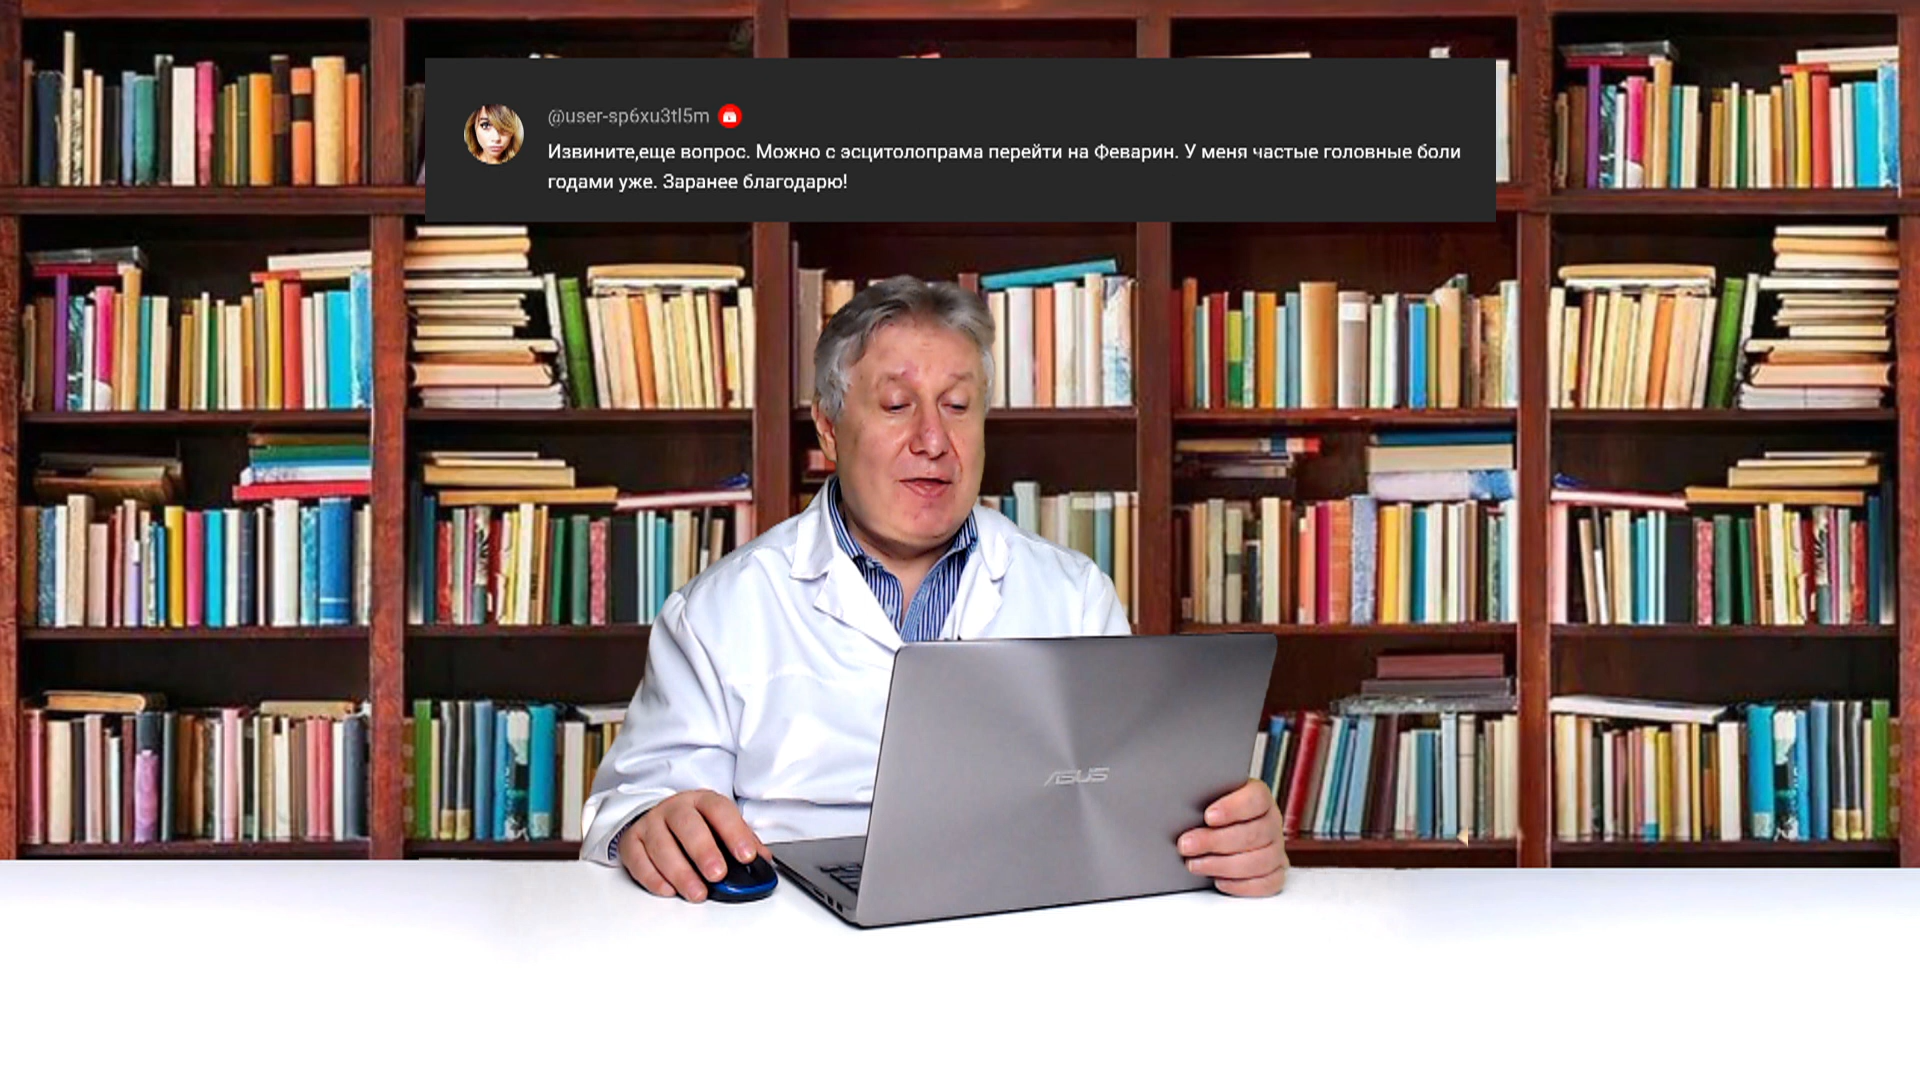 @user-sp6xu3tl5m
Извините,еще вопрос. Можно с эсцитолопрама перейти на Феварин. У меня частые головные боли
годами уже. Заранее благодарю!
ASUS